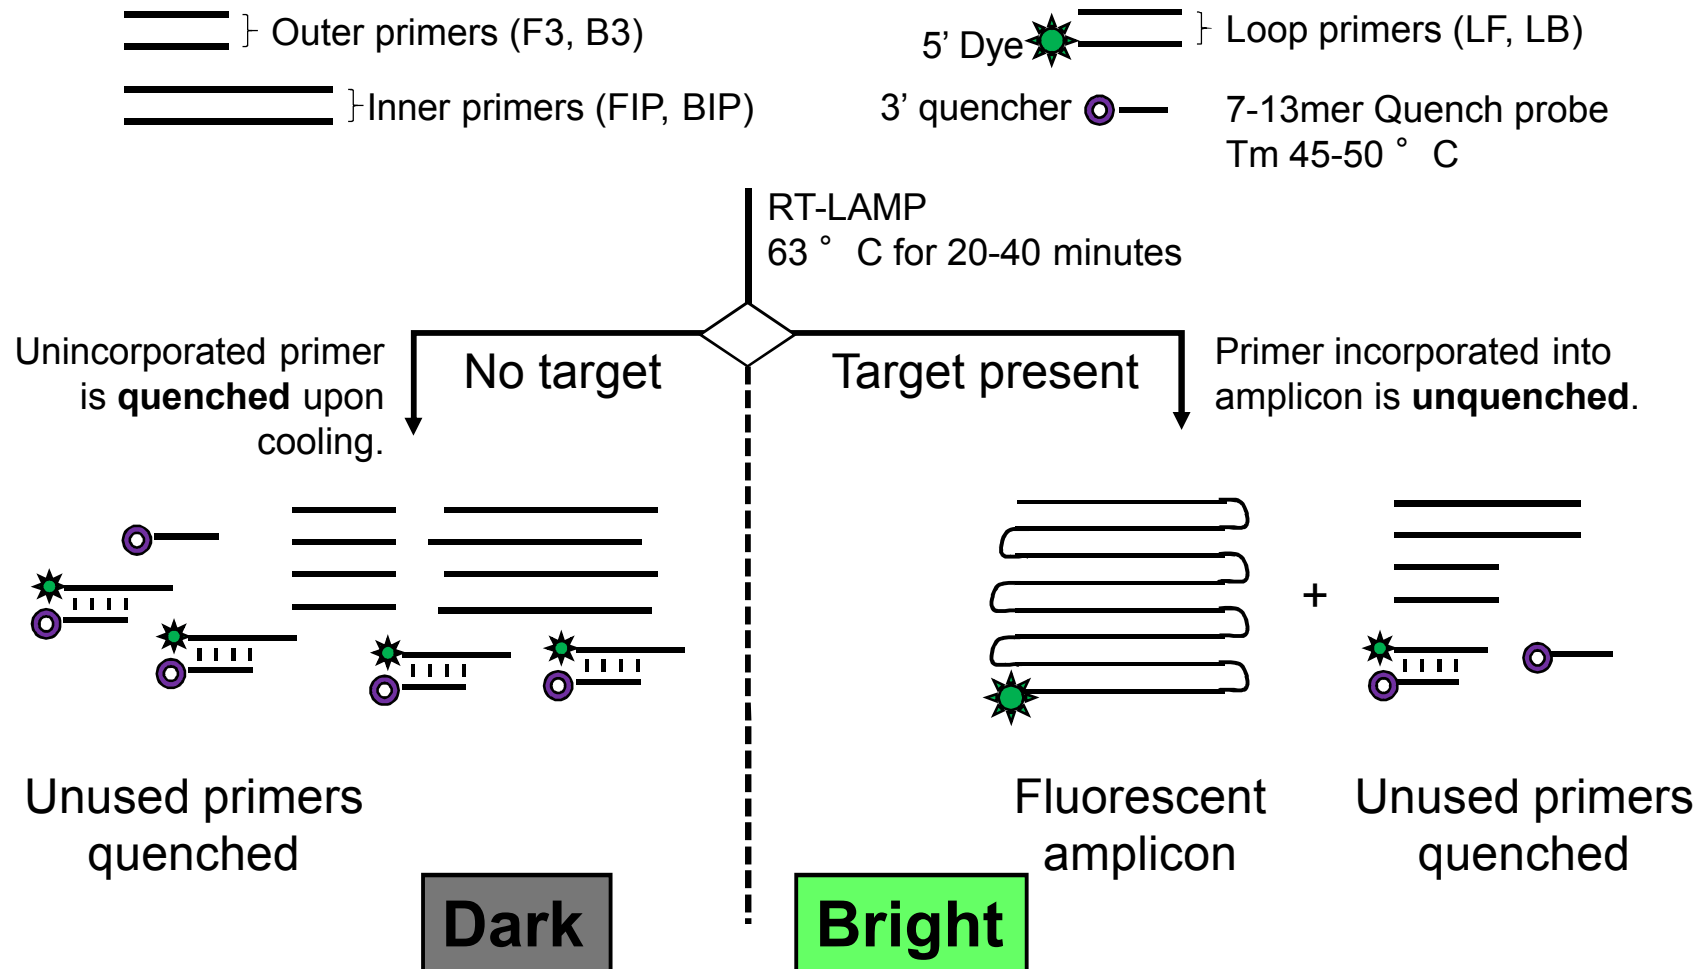 Outer primers (F3, B3)
Inner primers (FIP, BIP)
5’ Dye
Loop primers (LF, LB)
3’ quencher
7-13mer Quench probe
Tm 45-50 ° C
RT-LAMP
63 ° C for 20-40 minutes
Unincorporated primer
is quenched upon
cooling.
No target
Target present
Primer incorporated into
amplicon is unquenched.
+
Unused primers
quenched
Fluorescent
amplicon
Unused primers
quenched
Dark
Bright